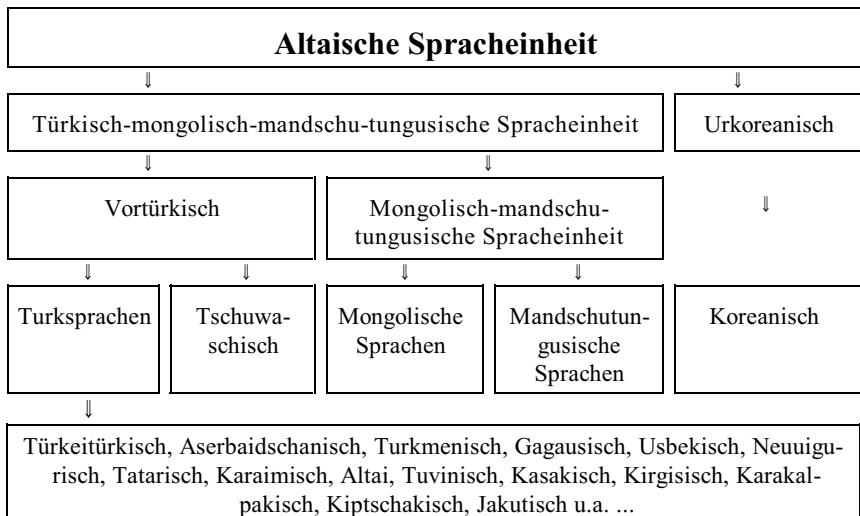 Altaische Spracheinheit
⇓ ⇓
Türkisch-mongolisch-mandschu-tungusische Spracheinheit
Urkoreanisch
⇓ ⇓
Vortürkisch
Mongolisch-mandschu-
tungusische Spracheinheit
⇓
⇓ ⇓ ⇓ ⇓
Turksprachen
Tschuwa-
schisch
Mongolische
Sprachen
Mandschutun-
gusische
Sprachen
Koreanisch
⇓
Türkeitürkisch, Aserbaidschanisch, Turkmenisch, Gagausisch, Usbekisch, Neuuigu-
risch, Tatarisch, Karaimisch, Altai, Tuvinisch, Kasakisch, Kirgisisch, Karakal-
pakisch, Kiptschakisch, Jakutisch u.a. ...